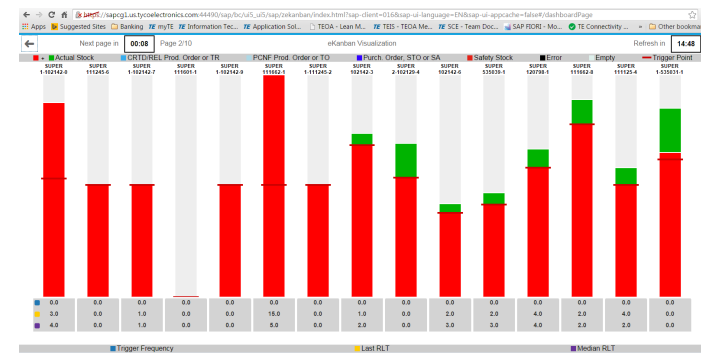 https://sapcg1.us.tycoelectronics.com:44490/sap/bc/ui5_ui5/sap/zekanban/index.html?sap-client=016&sap-ui-language=EN&sap-ui-appcache=false#/dashboardPage
Apps Suggested Sites Banking TE myTE TE Information Tec... TE Application Sol... TEOA - Lean M... TE TEIS - TEOA Me... TE SCE - Team Doc... SAP FIORI - Mo... TE Connectivity ... » Other bookmar
Next page in 00:08 Page 2/10 eKanban Visualization Refresh in 14:48
+ Actual Stock CRTD/REL Prod. Order or TR PCNF Prod. Order or TO Purch. Order, STO or SA Safety Stock Error Empty Trigger Point
SUPER SUPER SUPER SUPER SUPER SUPER SUPER SUPER SUPER SUPER SUPER SUPER SUPER SUPER SUPER
1-102142-0 111245-6 1-102142-7 111601-1 1-102142-9 111662-1 1-111245-2 102142-3 2-102129-4 102142-6 535039-1 120798-1 111662-8 111125-4 1-535031-1
0.0 0.0 0.0 0.0 0.0 0.0 0.0 0.0 0.0 0.0 0.0 0.0 0.0 0.0 0.0
3.0 0.0 1.0 0.0 0.0 15.0 0.0 1.0 0.0 2.0 2.0 4.0 2.0 4.0 0.0
4.0 0.0 1.0 0.0 0.0 5.0 0.0 2.0 0.0 3.0 3.0 4.0 2.0 2.0 0.0
Trigger Frequency Last RLT Median RLT